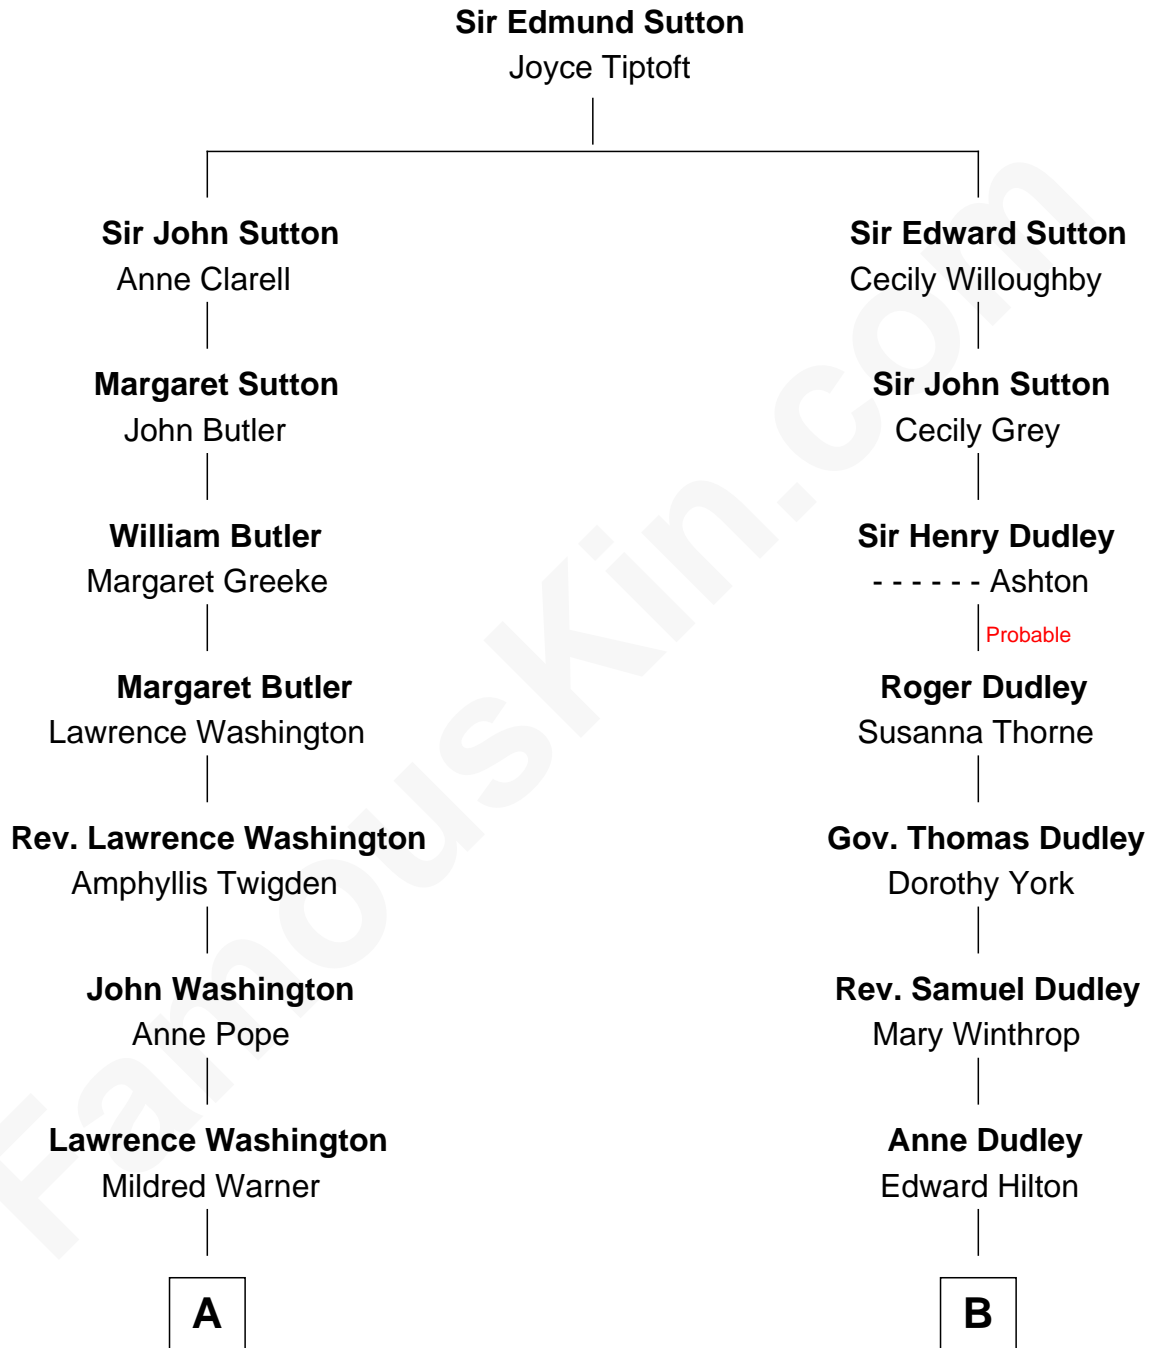 Sir Edmund Sutton
Joyce Tiptoft
Sir John Sutton
Anne Clarell
Sir Edward Sutton
Cecily Willoughby
Margaret Sutton
John Butler
Sir John Sutton
Cecily Grey
William Butler
Margaret Greeke
Sir Henry Dudley
- - - - - - Ashton
Probable
Margaret Butler
Lawrence Washington
Roger Dudley
Susanna Thorne
Rev. Lawrence Washington
Amphyllis Twigden
Gov. Thomas Dudley
Dorothy York
John Washington
Anne Pope
Rev. Samuel Dudley
Mary Winthrop
Lawrence Washington
Mildred Warner
Anne Dudley
Edward Hilton
A
B
FamousKin.com